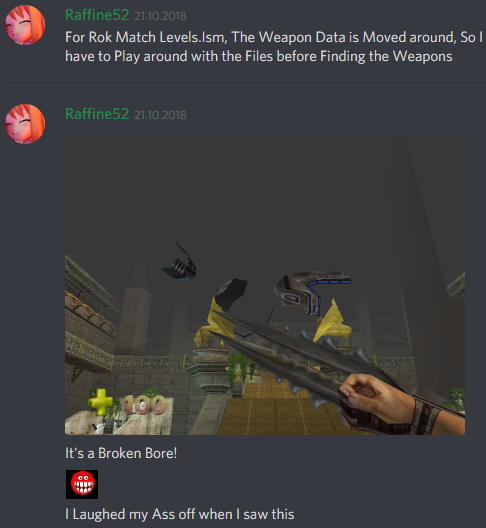 Raffine52 21.10.2018
For Rok Match Levels.lsm, The Weapon Data is Moved around, So I
have to Play around with the Files before Finding the Weapons
Raffine52 21.10.2018
100
It's a Broken Bore!
I Laughed my Ass off when I saw this